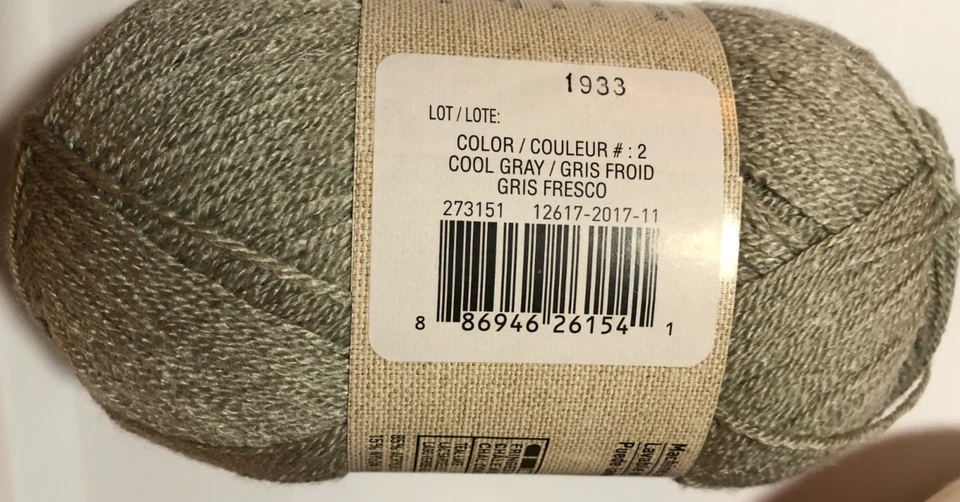 1933
LOT / LOTE:
COLOR / COULEUR # : 2
COOL GRAY / GRIS FROID
GRIS FRESCO
273151 12617-2017-11
8 86946 26154 1